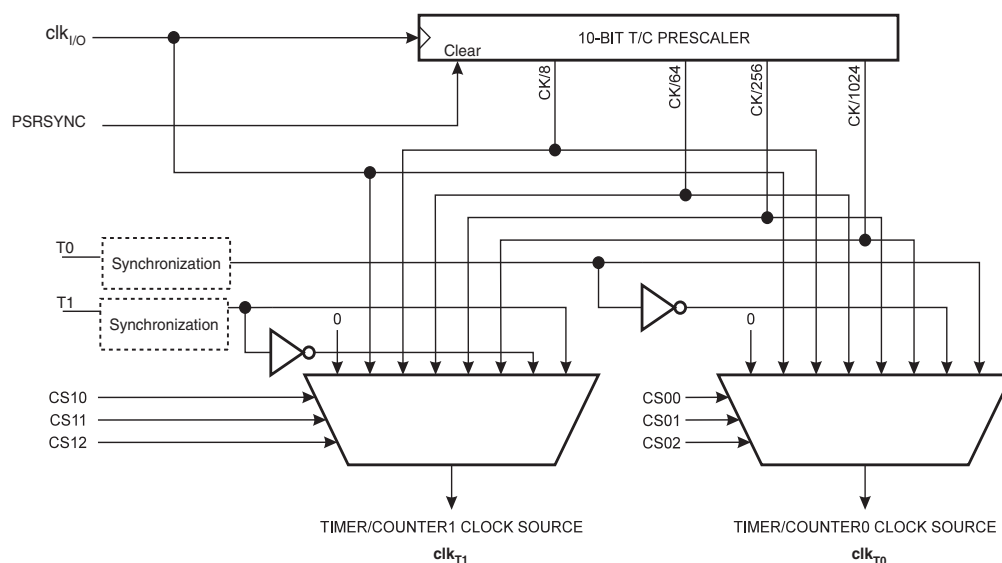 clkI/O
10-BIT T/C PRESCALER
Clear
PSRSYNC
CK/8
CK/64
CK/256
CK/1024
T0
Synchronization
T1
Synchronization
0
0
CS10
CS11
CS12
CS00
CS01
CS02
TIMER/COUNTER1 CLOCK SOURCE
clkT1
TIMER/COUNTER0 CLOCK SOURCE
clkT0